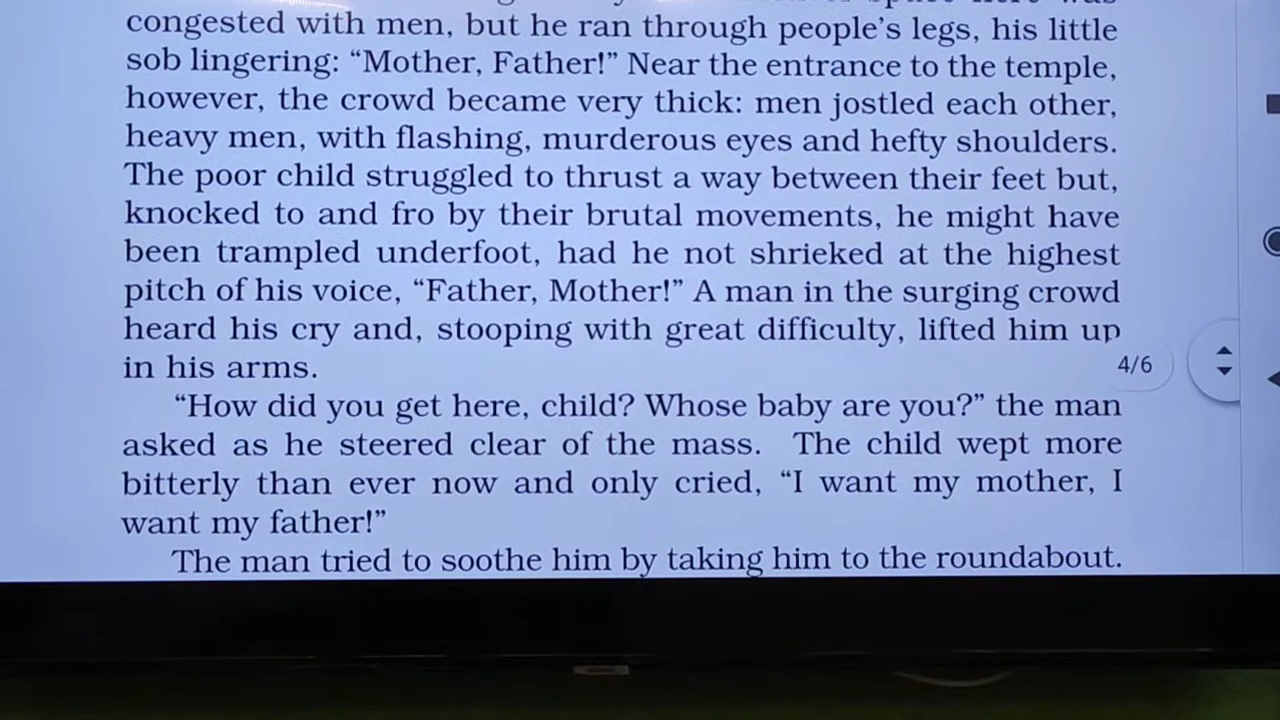 congested with men, but he ran through people’s legs, his little
sob lingering: “Mother, Father!” Near the entrance to the temple,
however, the crowd became very thick: men jostled each other,
heavy men, with flashing, murderous eyes and hefty shoulders.
The poor child struggled to thrust a way between their feet but,
knocked to and fro by their brutal movements, he might have
been trampled underfoot, had he not shrieked at the highest
pitch of his voice, “Father, Mother!” A man in the surging crowd
heard his cry and, stooping with great difficulty, lifted him up
in his arms.
4/6
“How did you get here, child? Whose baby are you?” the man
asked as he steered clear of the mass. The child wept more
bitterly than ever now and only cried, “I want my mother, I
want my father!”
The man tried to soothe him by taking him to the roundabout.